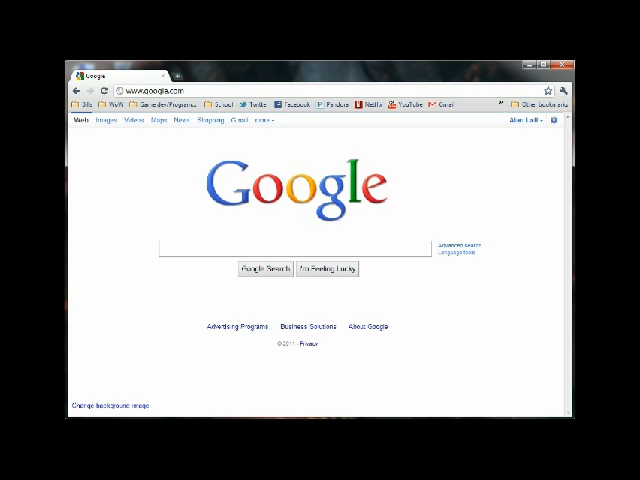 Google
www.google.com
Bills WoW Gamedev/Programs School Twitter Facebook Pandora Netflix YouTube Gmail » Other bookmarks
Web Images Videos Maps News Shopping Gmail more
Google
Advanced search
Language tools
Google Search I'm Feeling Lucky
Advertising Programs Business Solutions About Google
© 2011 - Privacy
Change background image